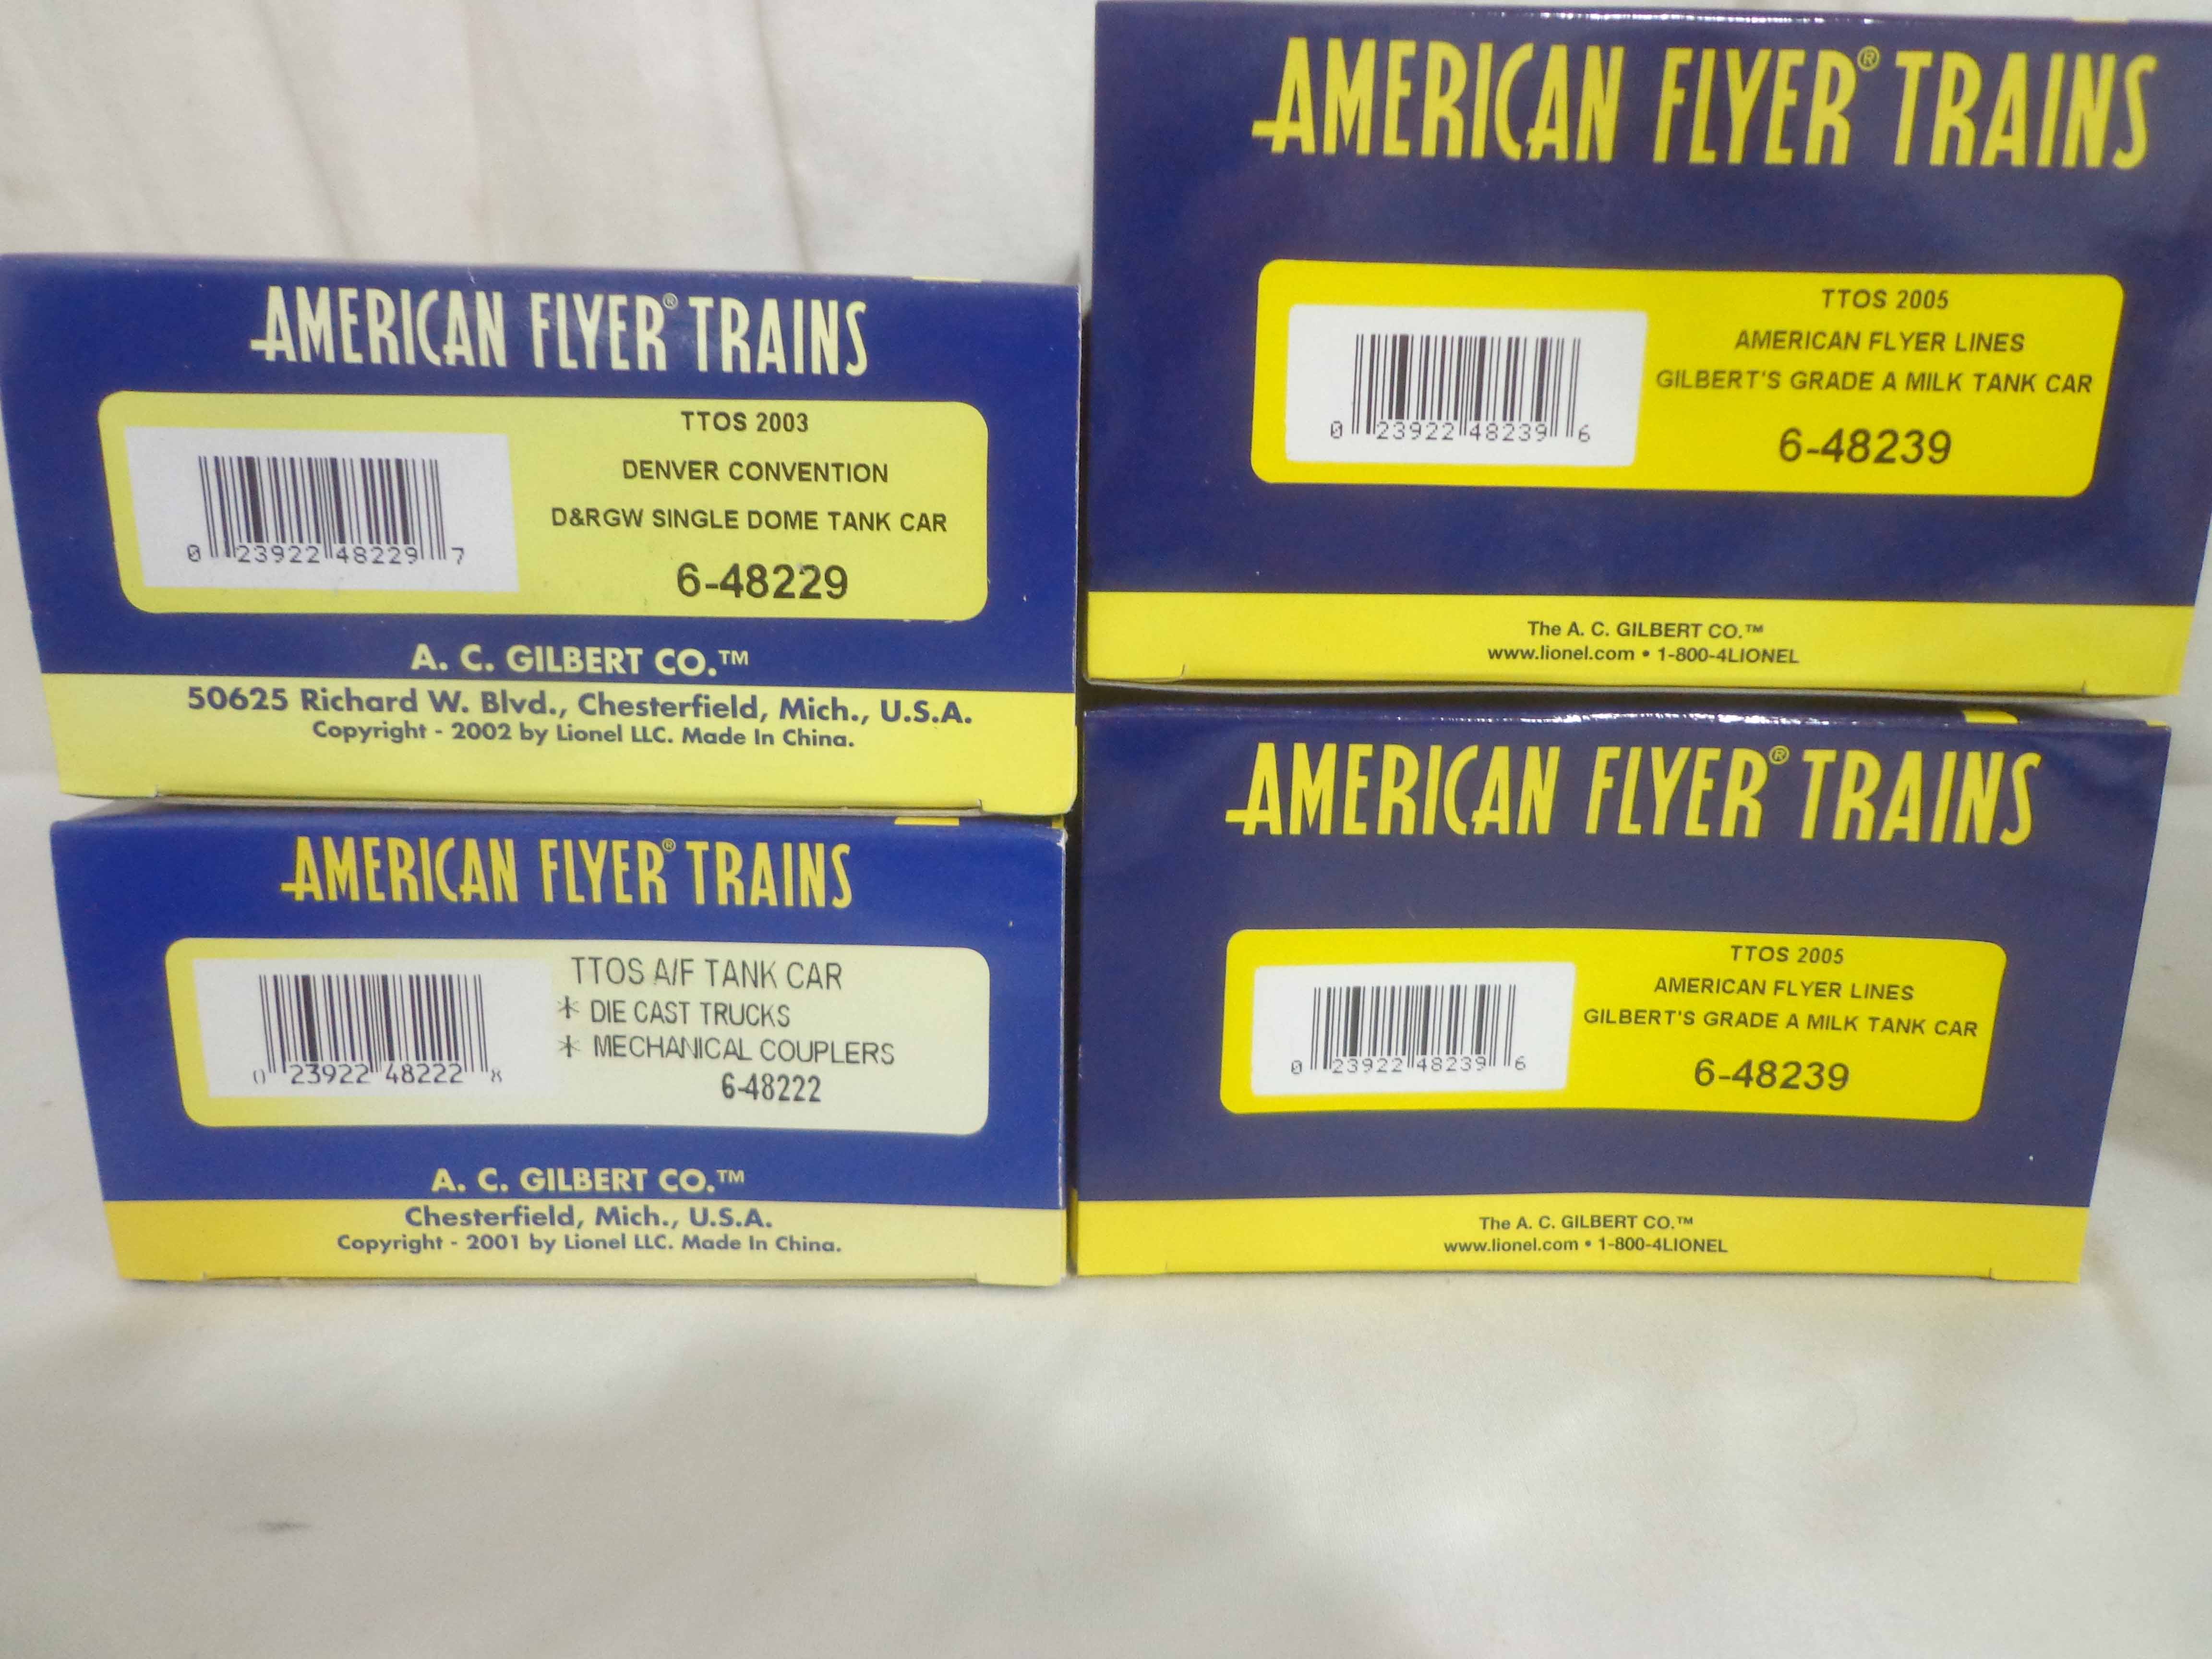 AMERICAN FLYER® TRAINS
TTOS 2003
DENVER CONVENTION
D&RGW SINGLE DOME TANK CAR
6-48229
0 23922 48229 7
A. C. GILBERT CO.™
50625 Richard W. Blvd., Chesterfield, Mich., U.S.A.
Copyright - 2002 by Lionel LLC. Made In China.
AMERICAN FLYER® TRAINS
TTOS A/F TANK CAR
* DIE CAST TRUCKS
* MECHANICAL COUPLERS
6-48222
0 23922 48222 8
A. C. GILBERT CO.™
Chesterfield, Mich., U.S.A.
Copyright - 2001 by Lionel LLC. Made In China.
AMERICAN FLYER® TRAINS
TTOS 2005
AMERICAN FLYER LINES
GILBERT'S GRADE A MILK TANK CAR
6-48239
0 23922 48239 6
The A. C. GILBERT CO.™
www.lionel.com • 1-800-4LIONEL
AMERICAN FLYER® TRAINS
TTOS 2005
AMERICAN FLYER LINES
GILBERT'S GRADE A MILK TANK CAR
6-48239
0 23922 48239 6
The A. C. GILBERT CO.™
www.lionel.com • 1-800-4LIONEL